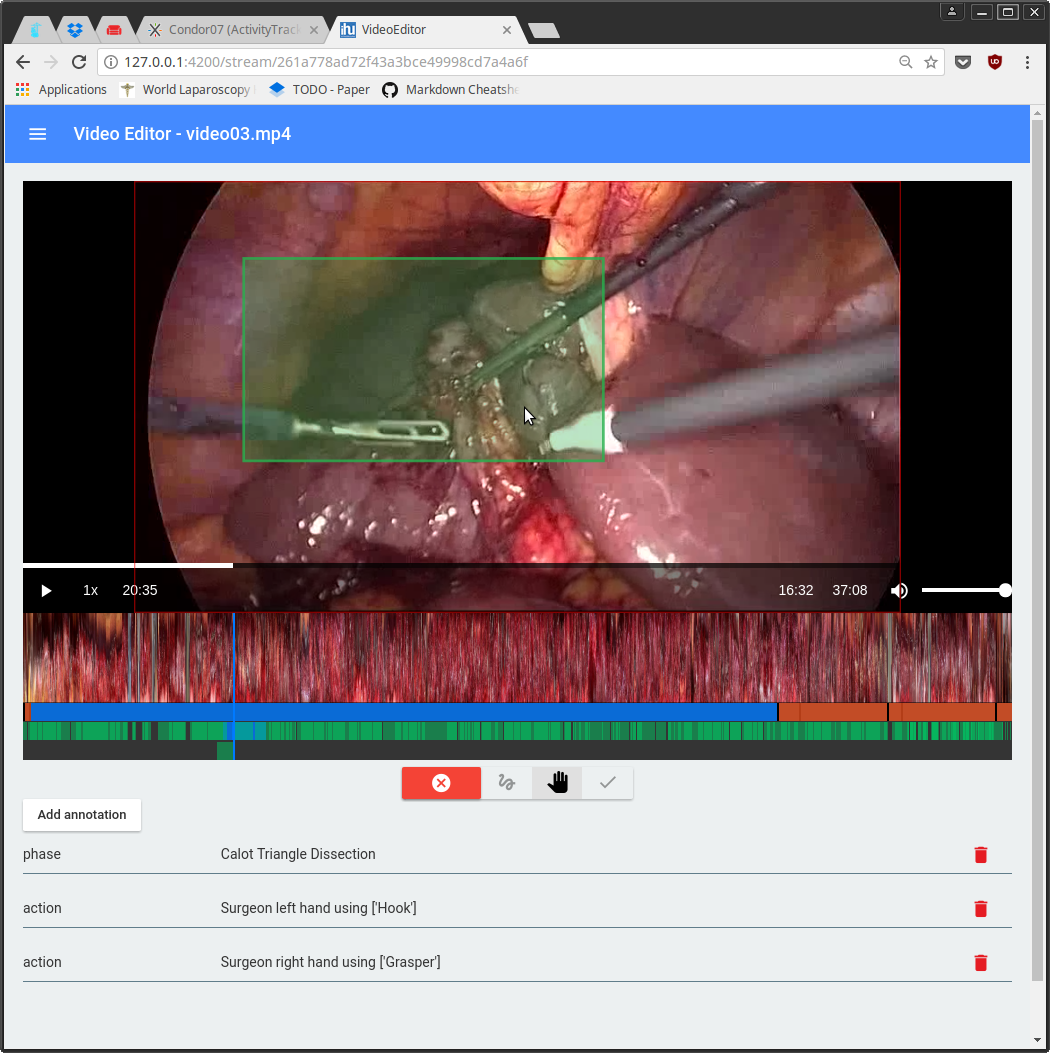 Condor07 (ActivityTrack
VideoEditor
127.0.0.1:4200/stream/261a778ad72f43a3bce49998cd7a4a6f
Applications World Laparoscopy TODO - Paper Markdown Cheatshe
Video Editor - video03.mp4
1x 20:35 16:32 37:08
Add annotation
phase Calot Triangle Dissection
action Surgeon left hand using ['Hook']
action Surgeon right hand using ['Grasper']